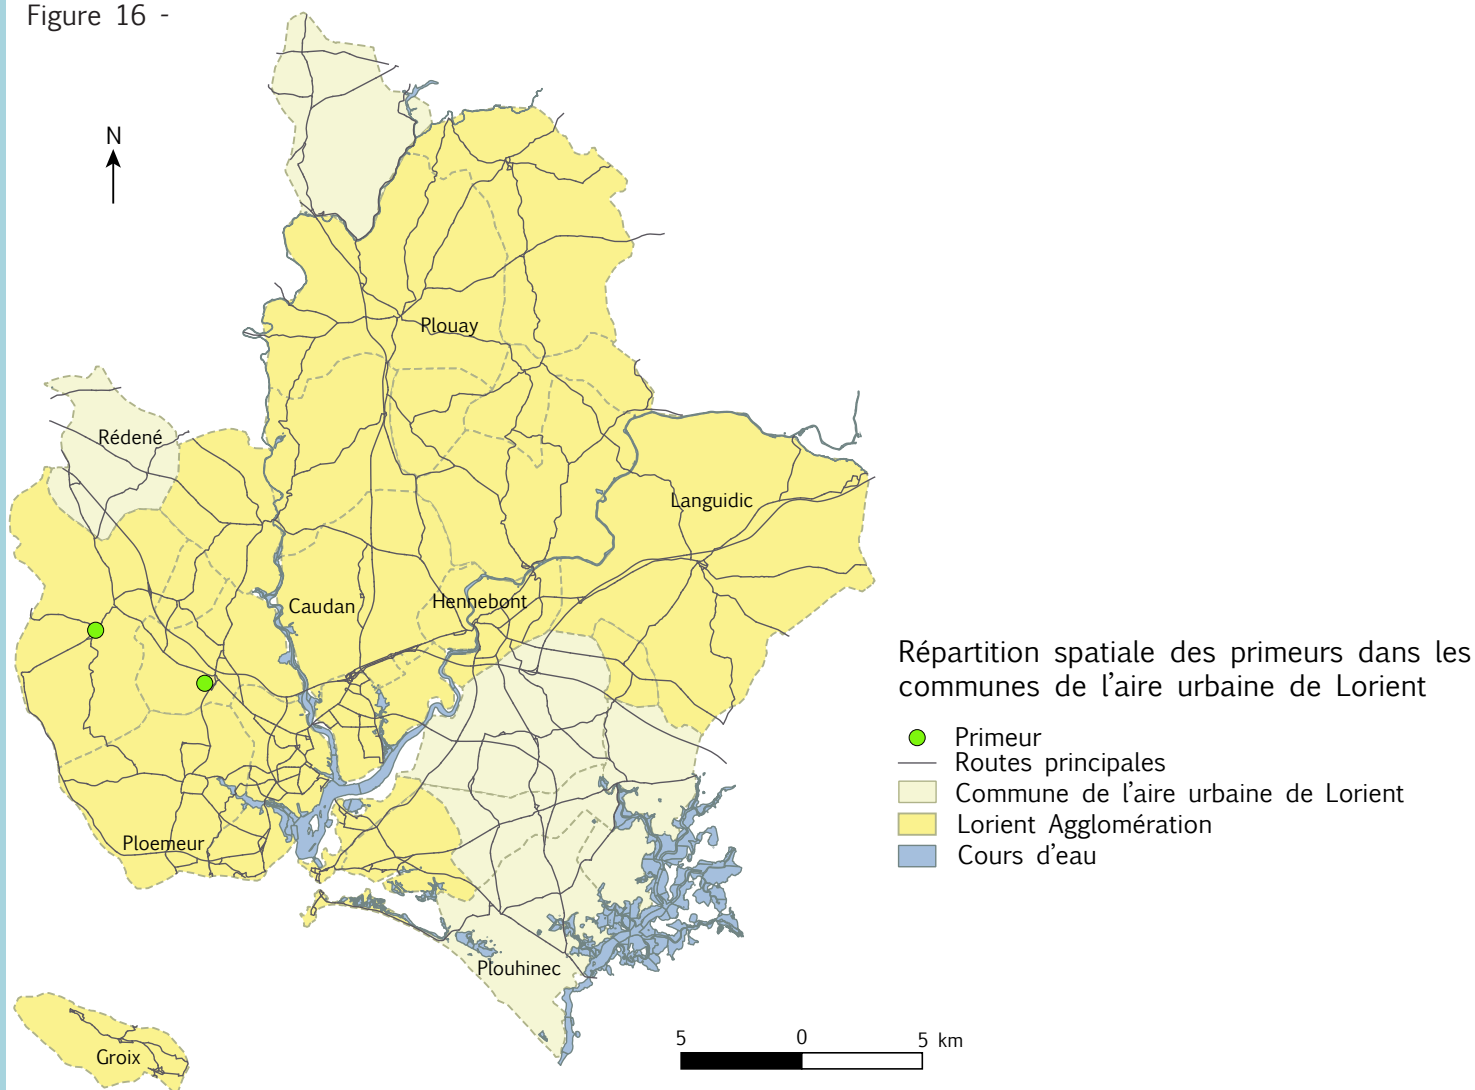 Figure 16 -
N
Plouay
Rédené
Languidic
Caudan
Hennebont
Ploemeur
Plouhinec
Groix
Répartition spatiale des primeurs dans les
communes de l'aire urbaine de Lorient
Primeur
Routes principales
Commune de l'aire urbaine de Lorient
Lorient Agglomération
Cours d'eau
5 0 5 km